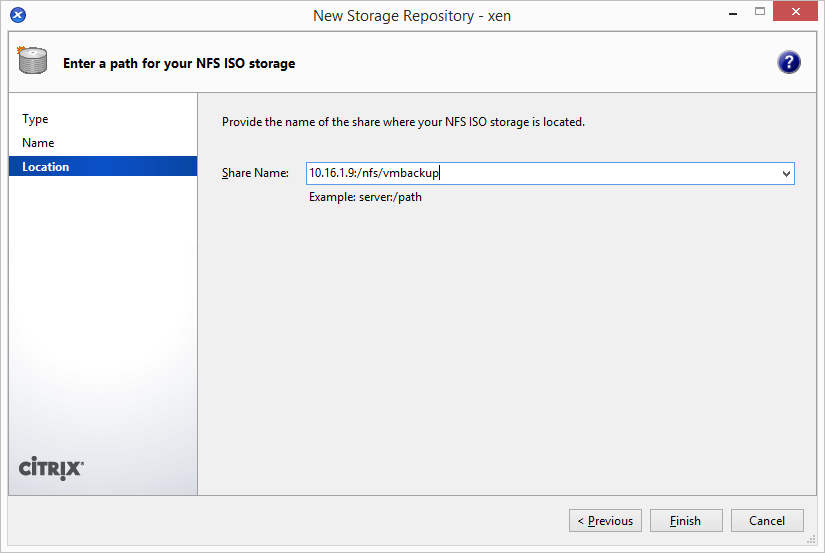 New Storage Repository - xen
Enter a path for your NFS ISO storage
?
Type
Name
Location
Provide the name of the share where your NFS ISO storage is located.
Share Name: 10.16.1.9:/nfs/vmbackup
Example: server:/path
CİTRIX
< Previous Finish Cancel